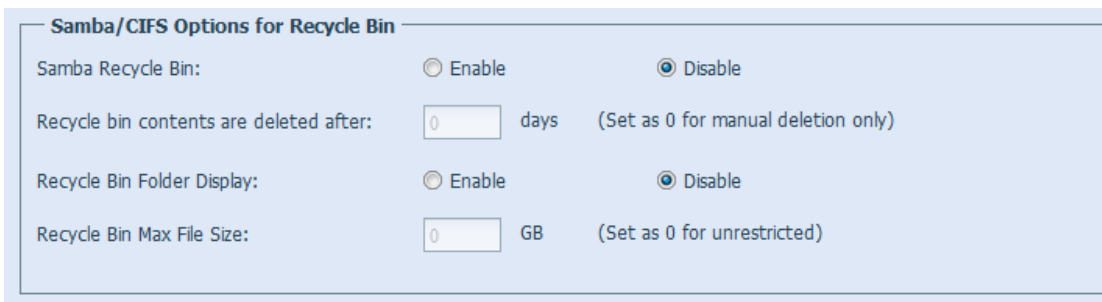 Samba/CIFS Options for Recycle Bin
Samba Recycle Bin: Enable Disable
Recycle bin contents are deleted after: 0 days (Set as 0 for manual deletion only)
Recycle Bin Folder Display: Enable Disable
Recycle Bin Max File Size: 0 GB (Set as 0 for unrestricted)